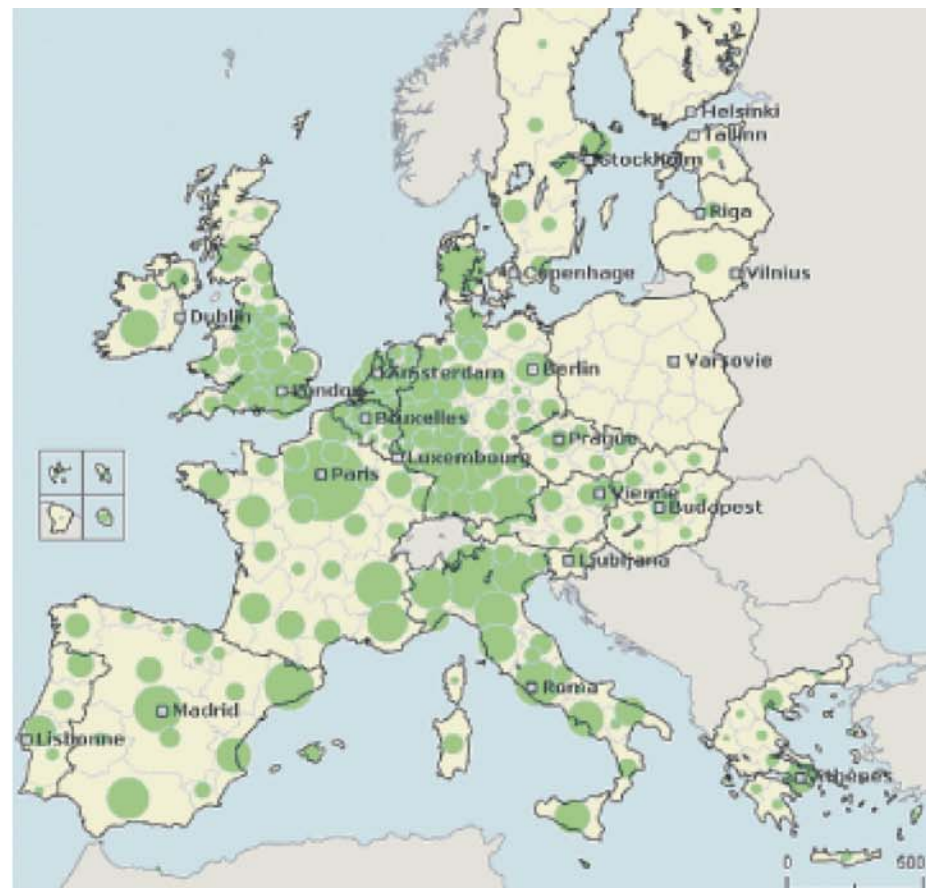 Helsinki
Tallinn
Stockholm
Riga
Copenhage
Vilnius
Dublin
Amsterdam
Berlin
Varsovie
London
Bruxelles
Prague
Luxembourg
Paris
Vienne
Budapest
Ljubljana
Roma
Madrid
Lisbonne
Athènes
0 500